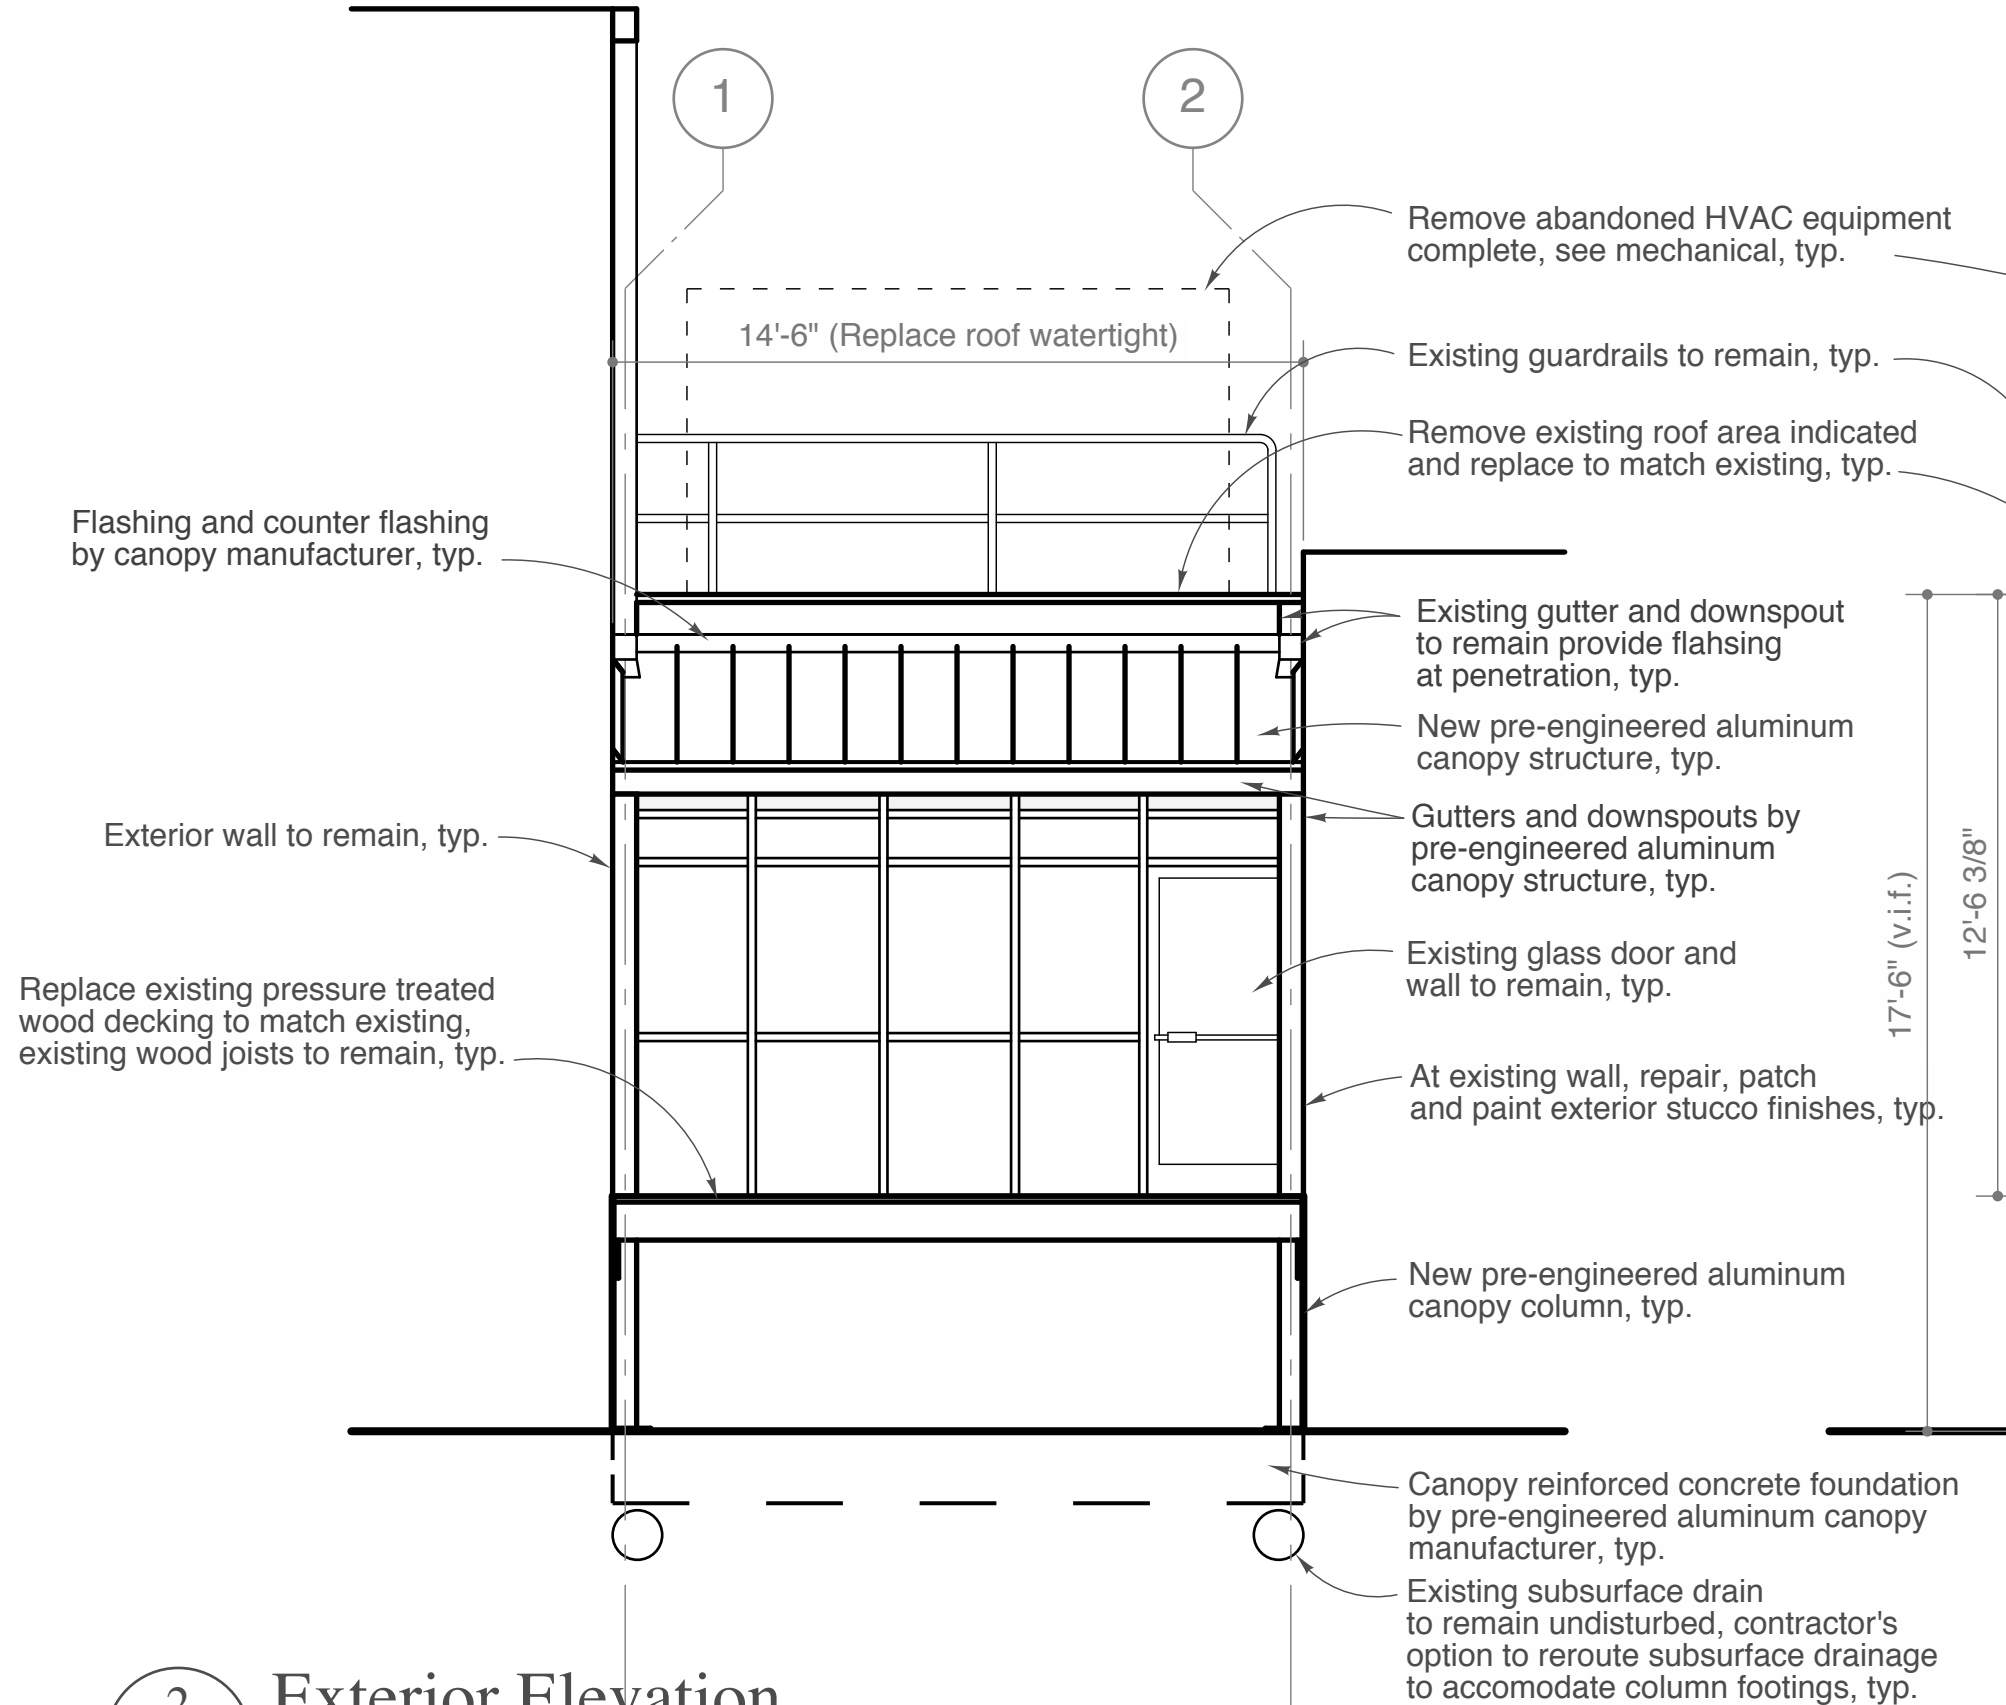 1
2
Remove abandoned HVAC equipment
complete, see mechanical, typ.
14'-6" (Replace roof watertight)
Existing guardrails to remain, typ.
Remove existing roof area indicated
and replace to match existing, typ.
Flashing and counter flashing
by canopy manufacturer, typ.
Existing gutter and downspout
to remain provide flahsing
at penetration, typ.
New pre-engineered aluminum
canopy structure, typ.
Gutters and downspouts by
pre-engineered aluminum
canopy structure, typ.
Exterior wall to remain, typ.
17'-6" (v.i.f.)
12'-6 3/8"
Existing glass door and
wall to remain, typ.
Replace existing pressure treated
wood decking to match existing,
existing wood joists to remain, typ.
At existing wall, repair, patch
and paint exterior stucco finishes, typ.
New pre-engineered aluminum
canopy column, typ.
Canopy reinforced concrete foundation
by pre-engineered aluminum canopy
manufacturer, typ.
Existing subsurface drain
to remain undisturbed, contractor's
option to reroute subsurface drainage
to accomodate column footings, typ.
2
Exterior Elevation